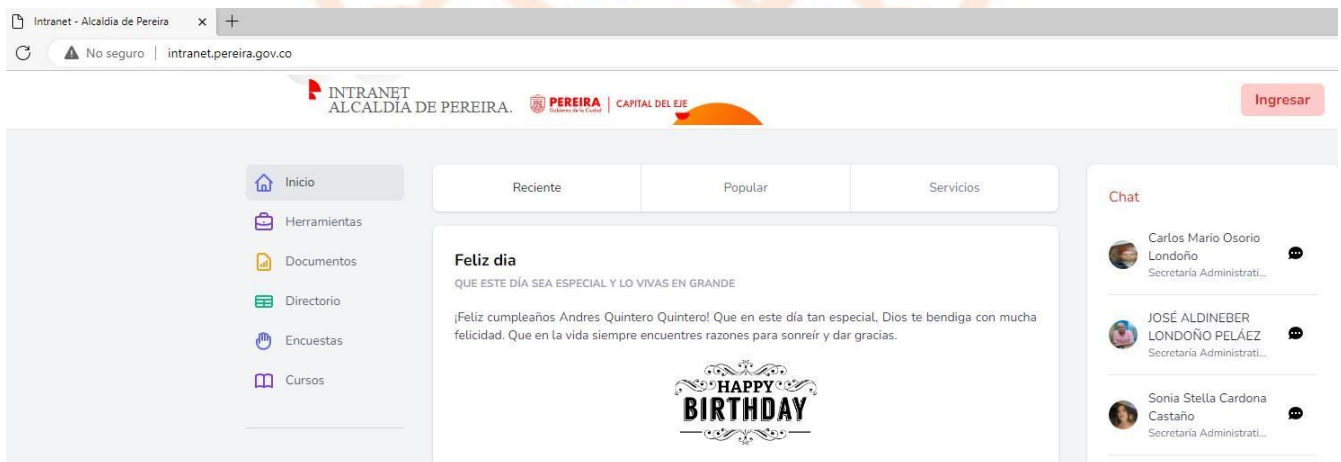 Intranet - Alcaldia de Pereira
No seguro | intranet.pereira.gov.co
INTRANET
ALCALDÍA DE PEREIRA.
PEREIRA
CAPITAL DEL EJE
Ingresar
Inicio
Herramientas
Documentos
Directorio
Encuestas
Cursos
Reciente
Popular
Servicios
Feliz dia
QUE ESTE DÍA SEA ESPECIAL Y LO VIVAS EN GRANDE
¡Feliz cumpleaños Andres Quintero Quintero! Que en este día tan especial, Dios te bendiga con mucha
felicidad. Que en la vida siempre encuentres razones para sonreír y dar gracias.
HAPPY
BIRTHDAY
Chat
Carlos Mario Osorio
Londoño
Secretaría Administrati...
JOSÉ ALDINEBER
LONDOÑO PELÁEZ
Secretaría Administrati...
Sonia Stella Cardona
Castaño
Secretaría Administrati...